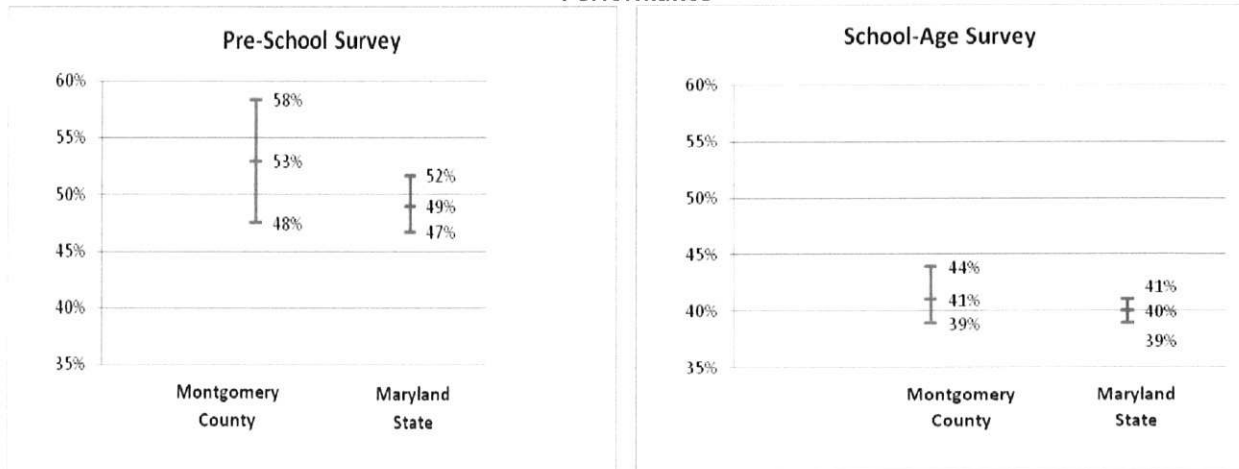 Pre-School Survey
60%
55%
50%
45%
40%
35%
58%
53%
48%
52%
49%
47%
Montgomery
County
Maryland
State
School-Age Survey
60%
55%
50%
45%
40%
35%
44%
41%
39%
41%
40%
39%
Montgomery
County
Maryland
State